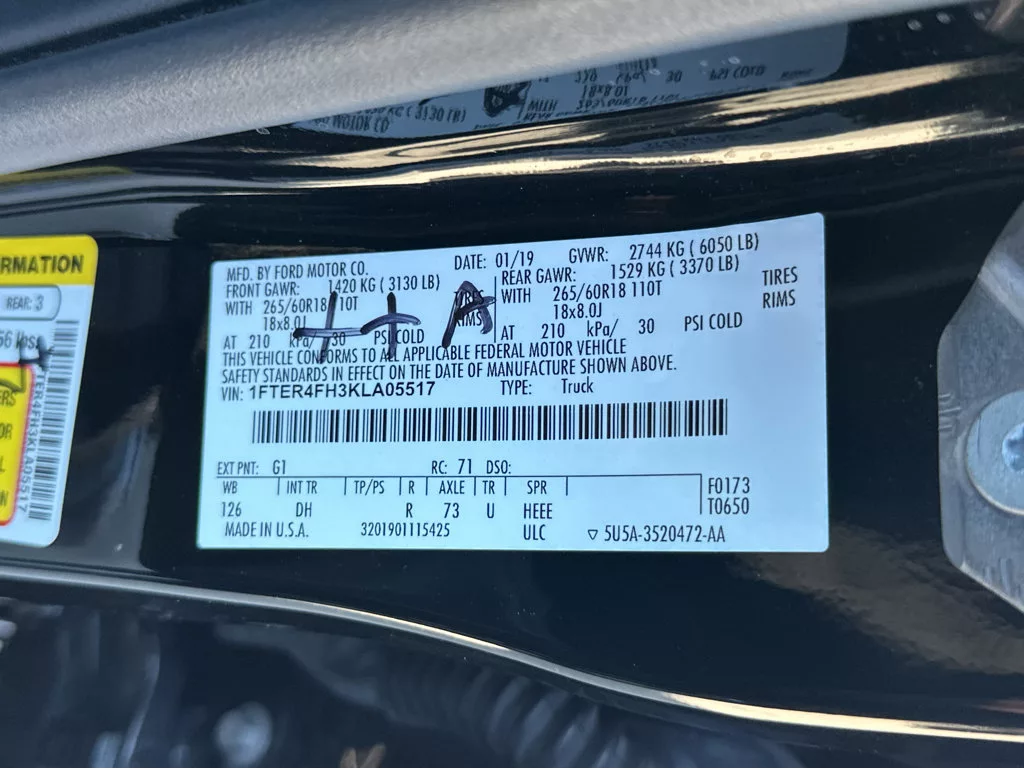 RMATION
REAR: 3
TER4FH3KLA05517
MFD. BY FORD MOTOR CO.
DATE: 01/19
GVWR: 2744 KG ( 6050 LB)
FRONT GAWR: 1420 KG ( 3130 LB)
REAR GAWR: 1529 KG ( 3370 LB)
WITH 265/60R18 110T TIRES
WITH 265/60R18 110T TIRES
18x8.0J RIMS
18x8.0J RIMS
AT 210 kPa/ 30 PSI COLD
AT 210 kPa/ 30 PSI COLD
THIS VEHICLE CONFORMS TO ALL APPLICABLE FEDERAL MOTOR VEHICLE
SAFETY STANDARDS IN EFFECT ON THE DATE OF MANUFACTURE SHOWN ABOVE.
VIN: 1FTER4FH3KLA05517 TYPE: Truck
EXT PNT: G1 RC: 71 DSO:
WB INT TR TP/PS R AXLE TR SPR F0173
126 DH R 73 U HEEE T0650
MADE IN U.S.A. 3201901115425 ULC ▽ 5U5A-3520472-AA